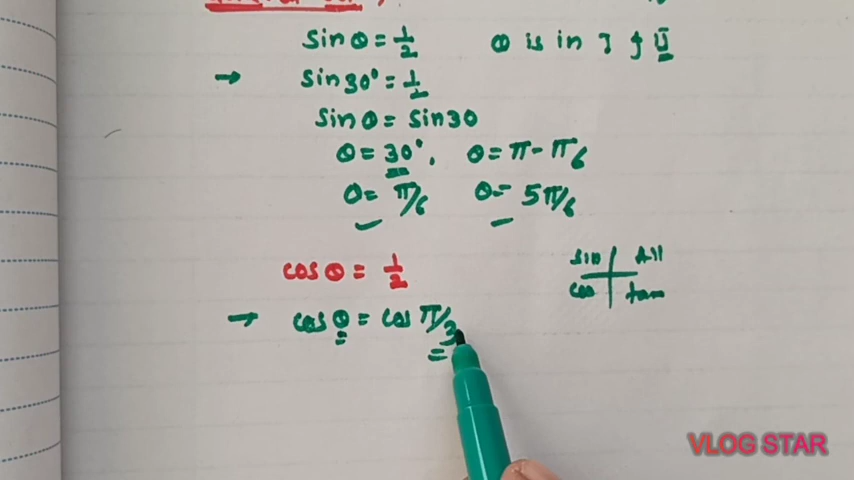 sin θ = 1/2 θ is in I & II
→ sin 30° = 1/2
sin θ = sin 30
θ = 30°, θ = π - π/6
θ = π/6 θ = 5π/6
cos θ = 1/2
sin | All
cos | tan
→ cos θ = cos π/3
VLOG STAR